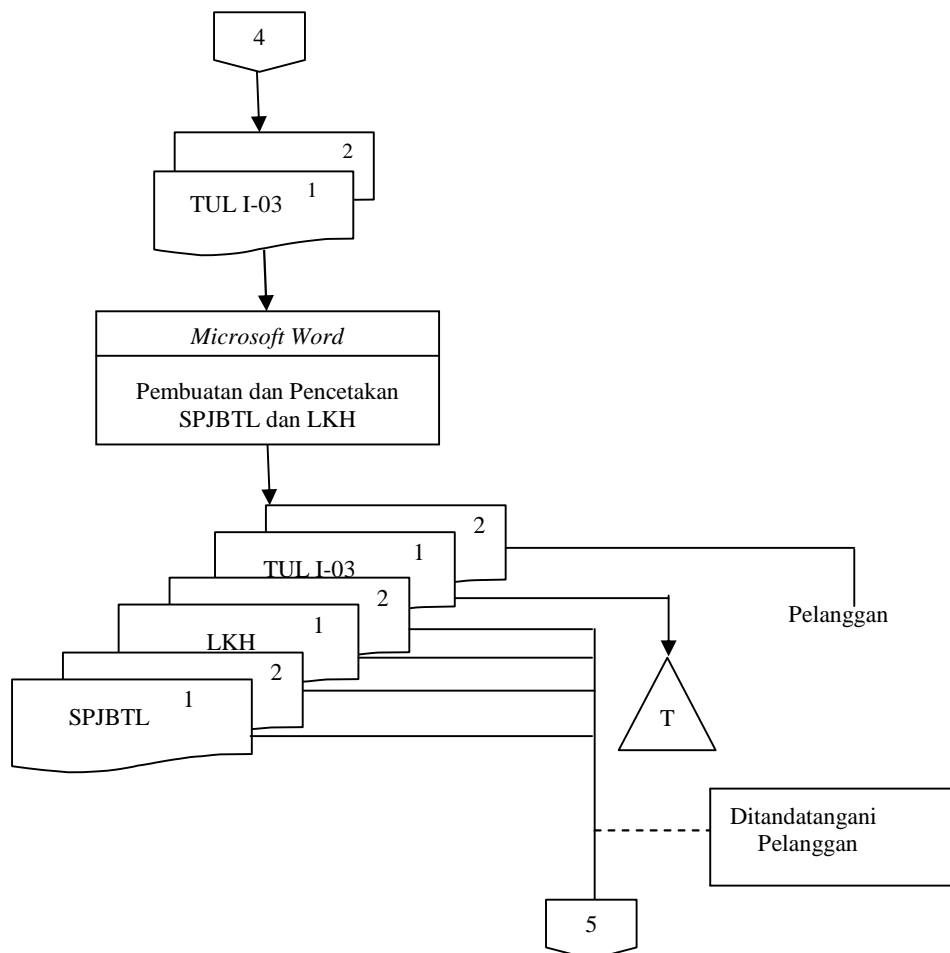 4
2
TUL I-03 1
Microsoft Word
Pembuatan dan Pencetakan
SPJBTL dan LKH
2
1
TUL I-03
2
1
LKH
2
1
SPJBTL
Pelanggan
T
Ditandatangani
Pelanggan
5